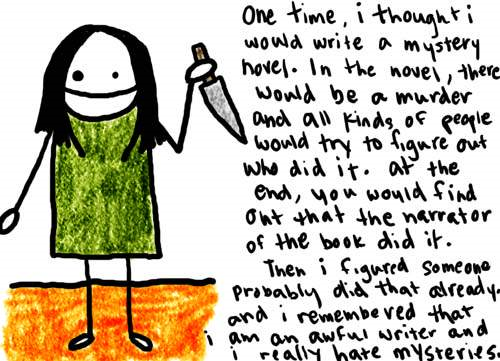 One time, i thought i
would write a mystery
novel. In the novel, there
would be a murder
and all kinds of people
would try to figure out
who did it. at the
end, you would find
out that the narrator
of the book did it.
Then i figured someone
probably did that already.
and i remembered that
i am an awful writer and
i really hate mysteries.